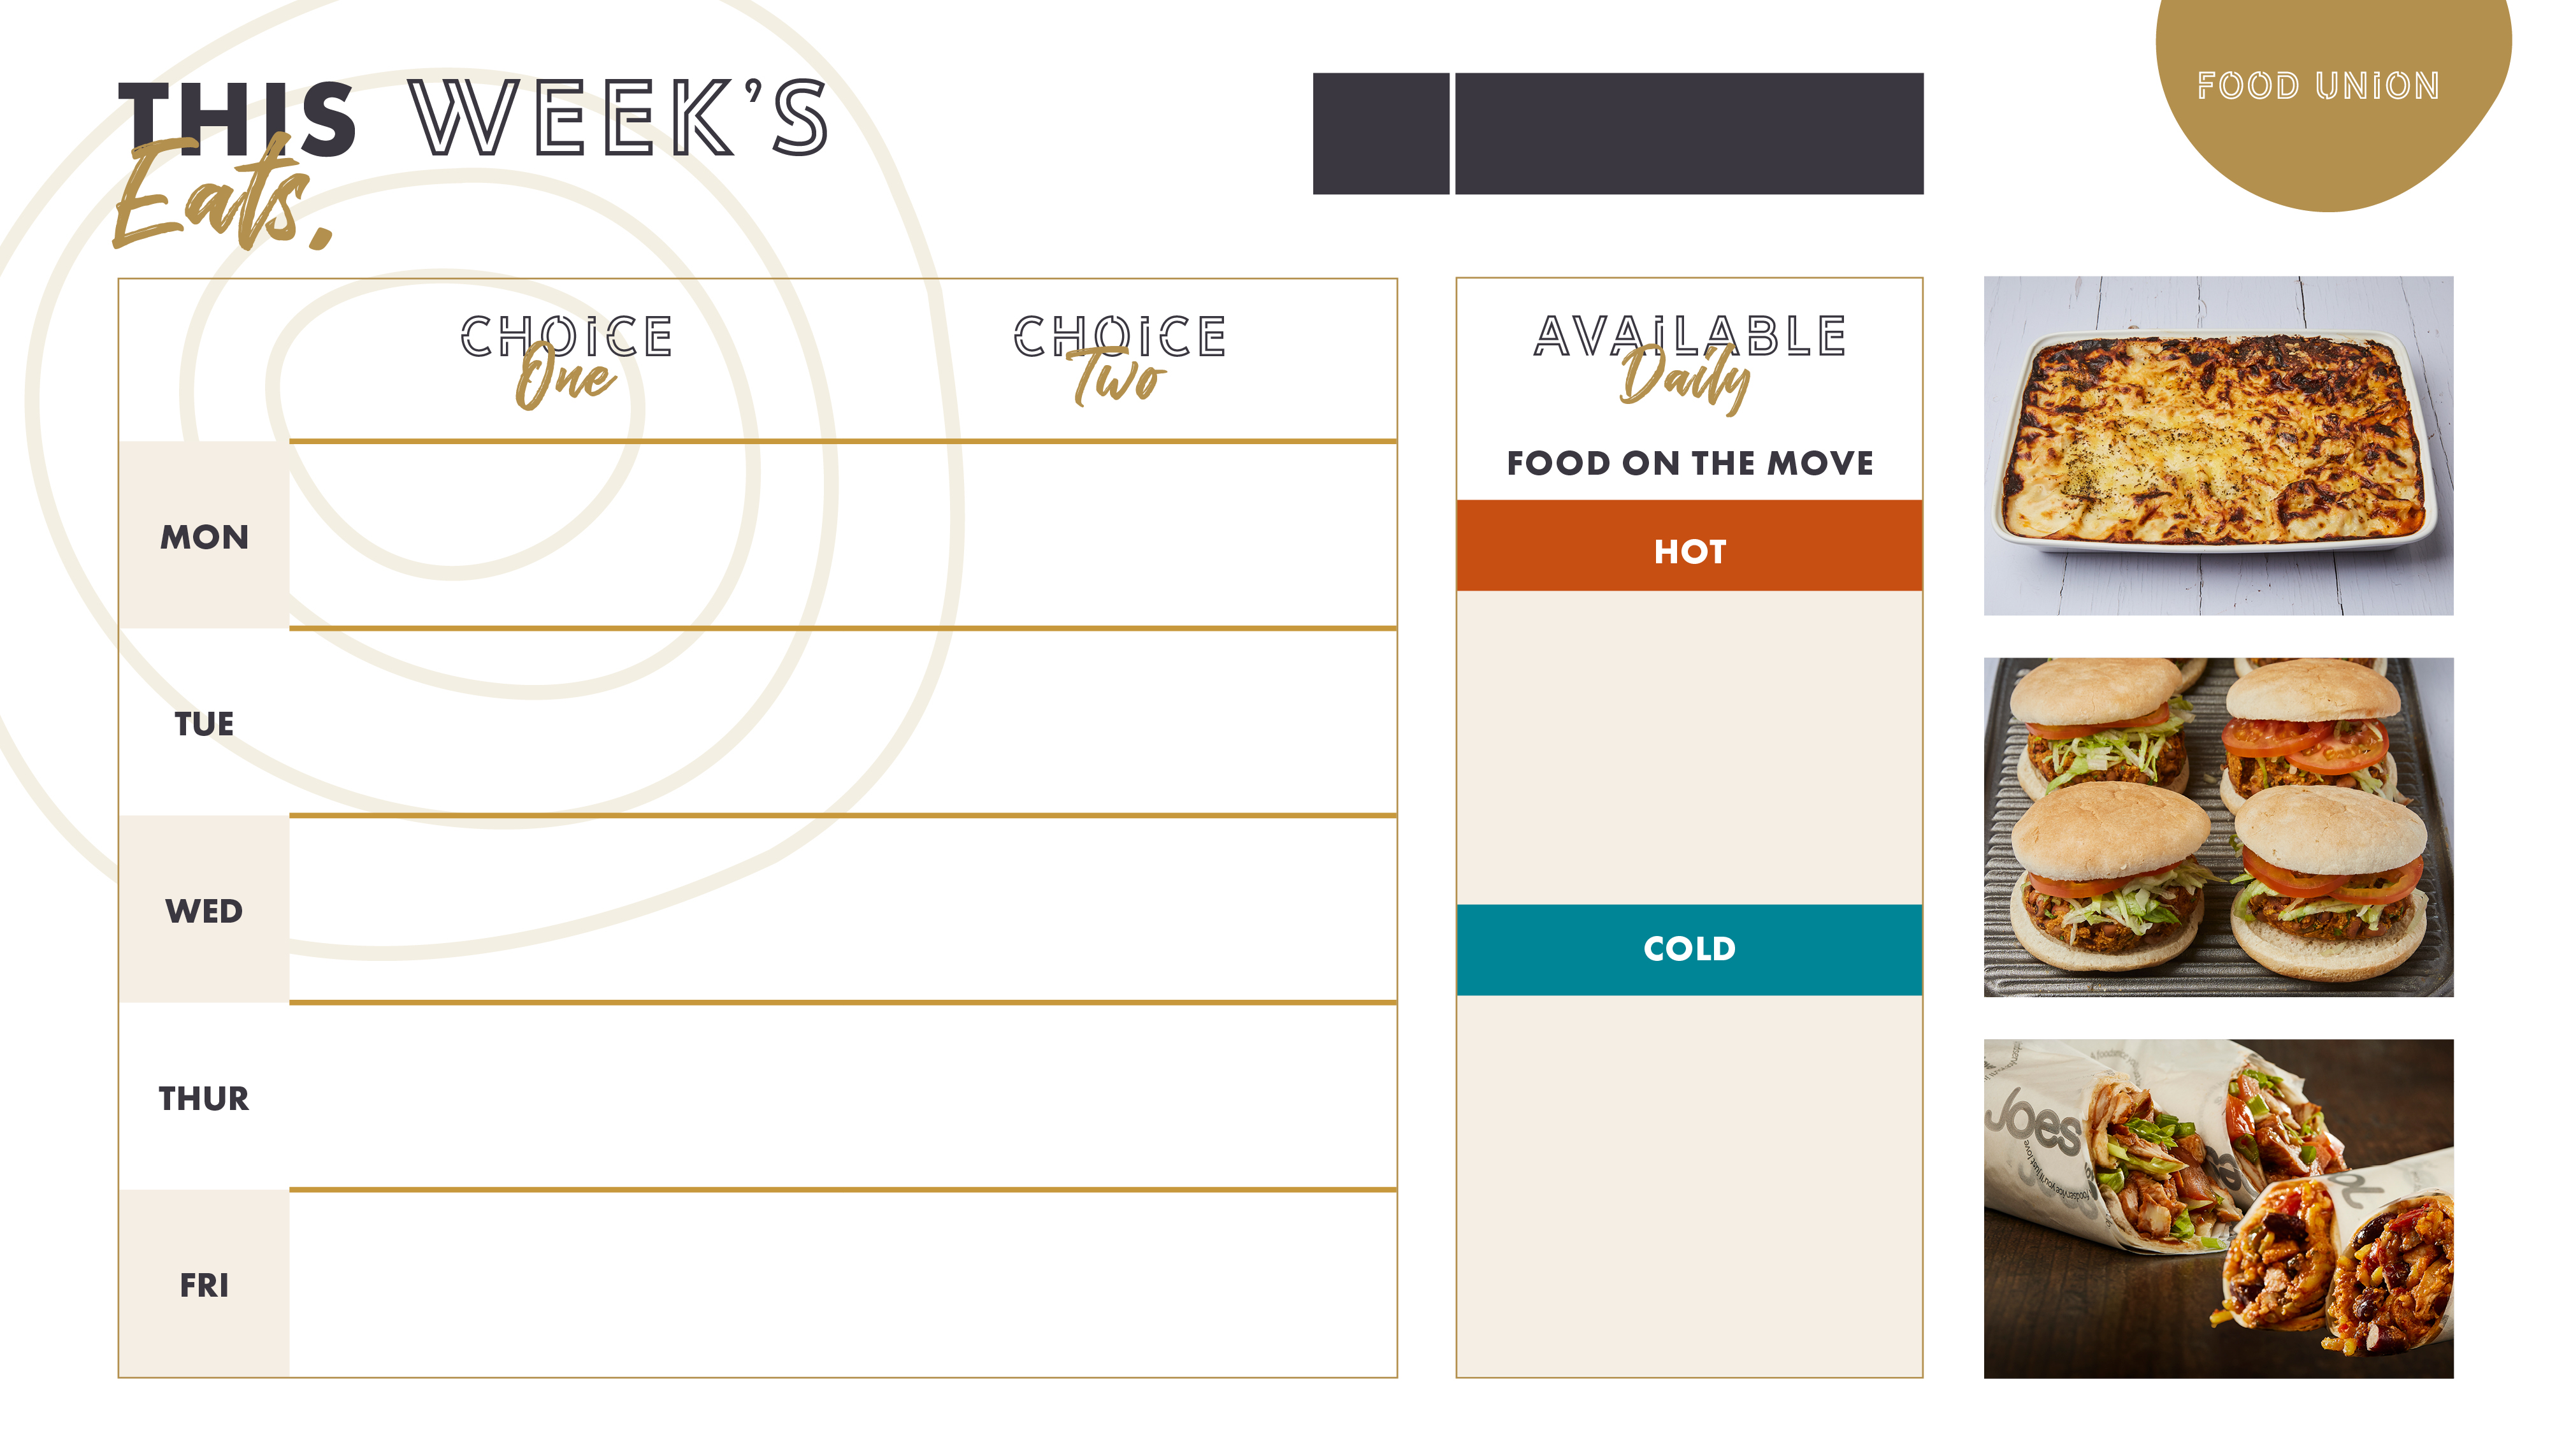 THIS WEEK'S
Eats.
FOOD UNION
CHOICE
One
CHOICE
Two
MON
TUE
WED
THUR
FRI
AVAILABLE
Daily
FOOD ON THE MOVE
HOT
COLD
Joes